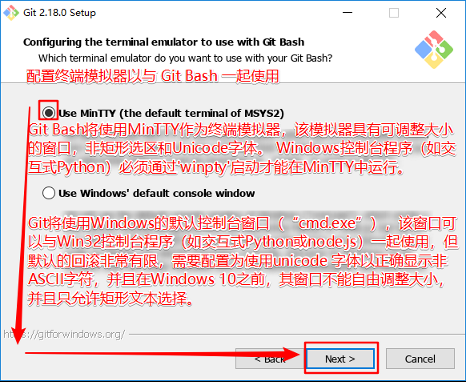 Git 2.18.0 Setup
Configuring the terminal emulator to use with Git Bash
Which terminal emulator do you want to use with your Git Bash?
配置终端模拟器以与 Git Bash 一起使用
Use MinTTY (the default terminal of MSYS2)
Git Bash将使用MinTTY作为终端模拟器，该模拟器具有可调整大小
的窗口，非矩形选区和Unicode字体。 Windows控制台程序（如交
互式Python）必须通过'winpty'启动才能在MinTTY中运行。
Use Windows' default console window
Git将使用Windows的默认控制台窗口（“cmd.exe”），该窗口可
以与Win32控制台程序（如交互式Python或node.js）一起使用，但
默认的回滚非常有限，需要配置为使用unicode 字体以正确显示非
ASCII字符，并且在Windows 10之前，其窗口不能自由调整大小，
并且只允许矩形文本选择。
https://gitforwindows.org/
< Back
Next >
Cancel